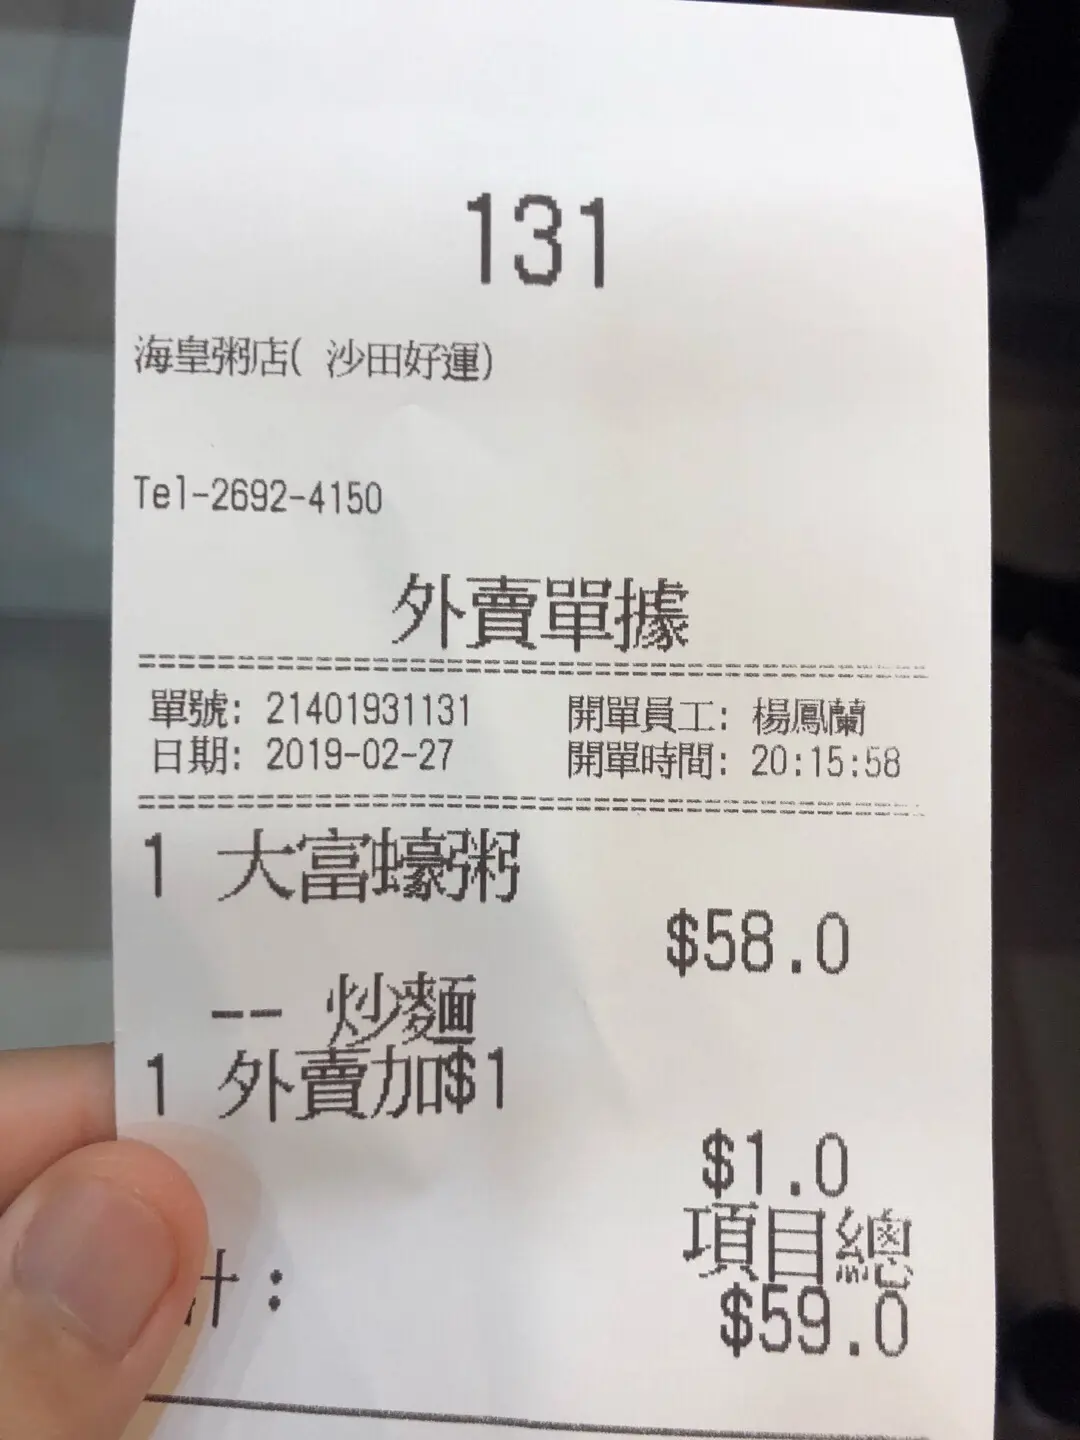 131
海皇粥店( 沙田好運)
Tel-2692-4150
外賣單據
單號: 21401931131 開單員工: 楊鳳蘭
日期: 2019-02-27 開單時間: 20:15:58
1 大富蠔粥
$58.0
-- 炒麵
1 外賣加$1
$1.0
項目總
計: $59.0